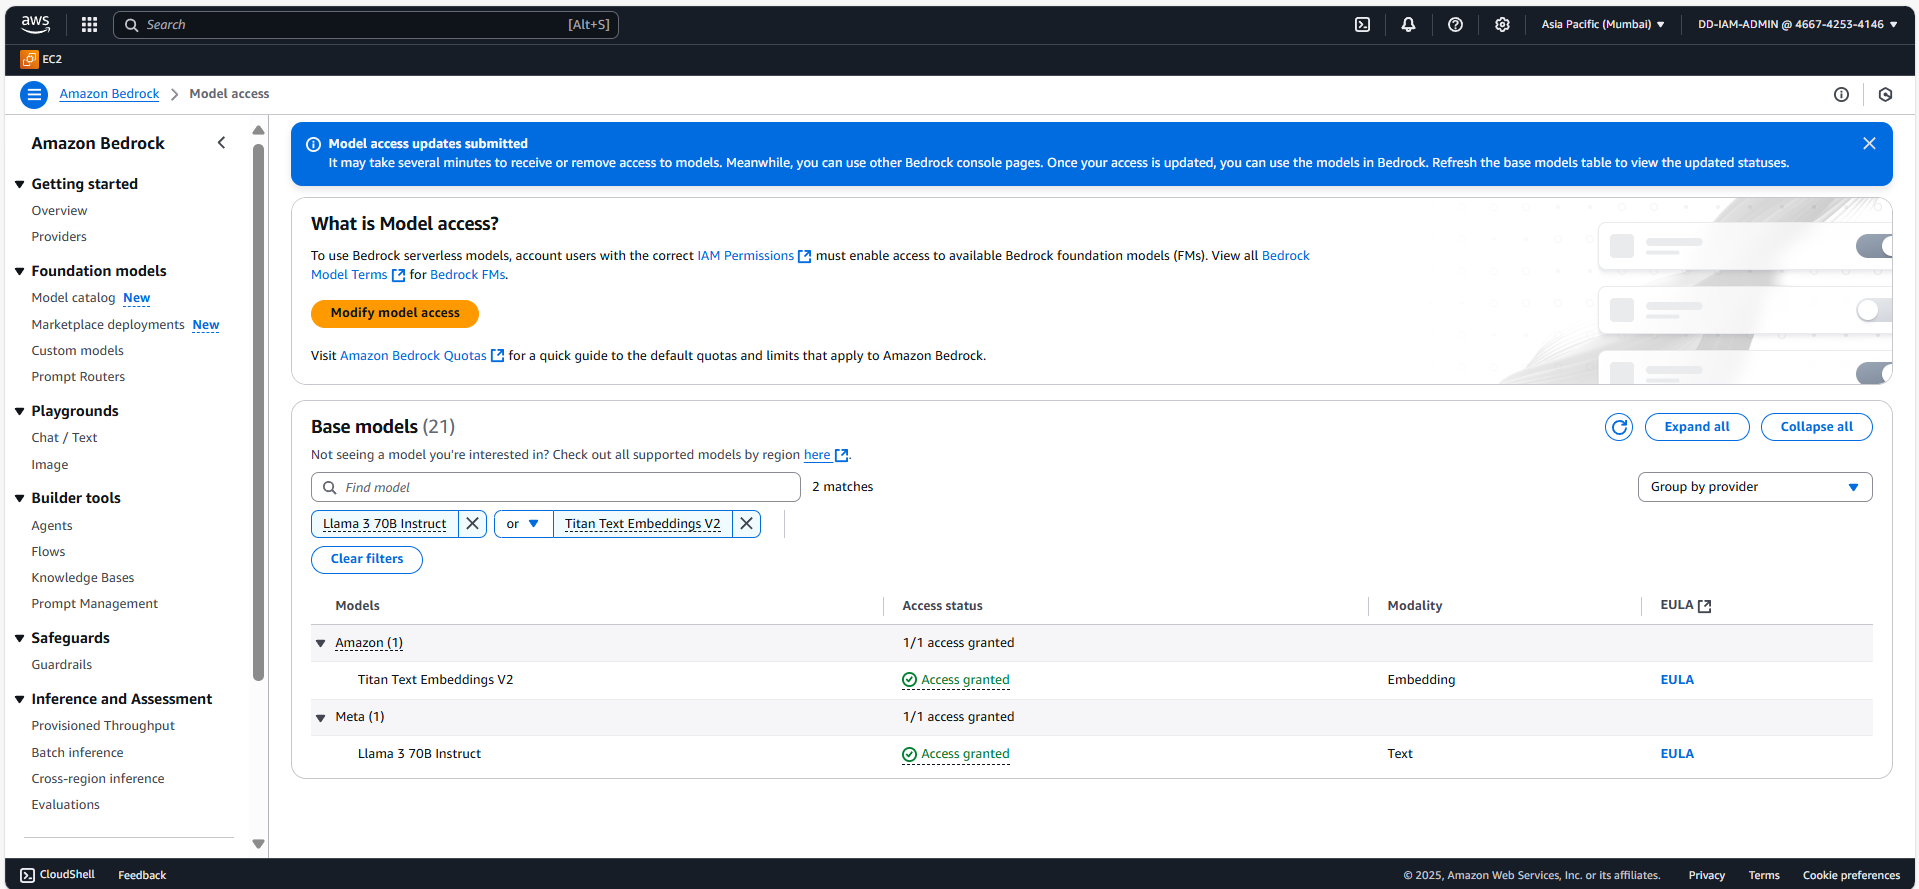 aws
Search [Alt+S]
Asia Pacific (Mumbai)
DD-IAM-ADMIN @ 4667-4253-4146
EC2
Amazon Bedrock
Model access
Amazon Bedrock
Getting started
Overview
Providers
Foundation models
Model catalog New
Marketplace deployments New
Custom models
Prompt Routers
Playgrounds
Chat / Text
Image
Builder tools
Agents
Flows
Knowledge Bases
Prompt Management
Safeguards
Guardrails
Inference and Assessment
Provisioned Throughput
Batch inference
Cross-region inference
Evaluations
Model access updates submitted
It may take several minutes to receive or remove access to models. Meanwhile, you can use other Bedrock console pages. Once your access is updated, you can use the models in Bedrock. Refresh the base models table to view the updated statuses.
What is Model access?
To use Bedrock serverless models, account users with the correct IAM Permissions must enable access to available Bedrock foundation models (FMs). View all Bedrock
Model Terms for Bedrock FMs.
Modify model access
Visit Amazon Bedrock Quotas for a quick guide to the default quotas and limits that apply to Amazon Bedrock.
Base models (21)
Expand all
Collapse all
Not seeing a model you're interested in? Check out all supported models by region here.
Find model
2 matches
Group by provider
Llama 3 70B Instruct
or
Titan Text Embeddings V2
Clear filters
Models Access status Modality EULA
Amazon (1) 1/1 access granted
Titan Text Embeddings V2 Access granted Embedding EULA
Meta (1) 1/1 access granted
Llama 3 70B Instruct Access granted Text EULA
CloudShell Feedback © 2025, Amazon Web Services, Inc. or its affiliates. Privacy Terms Cookie preferences